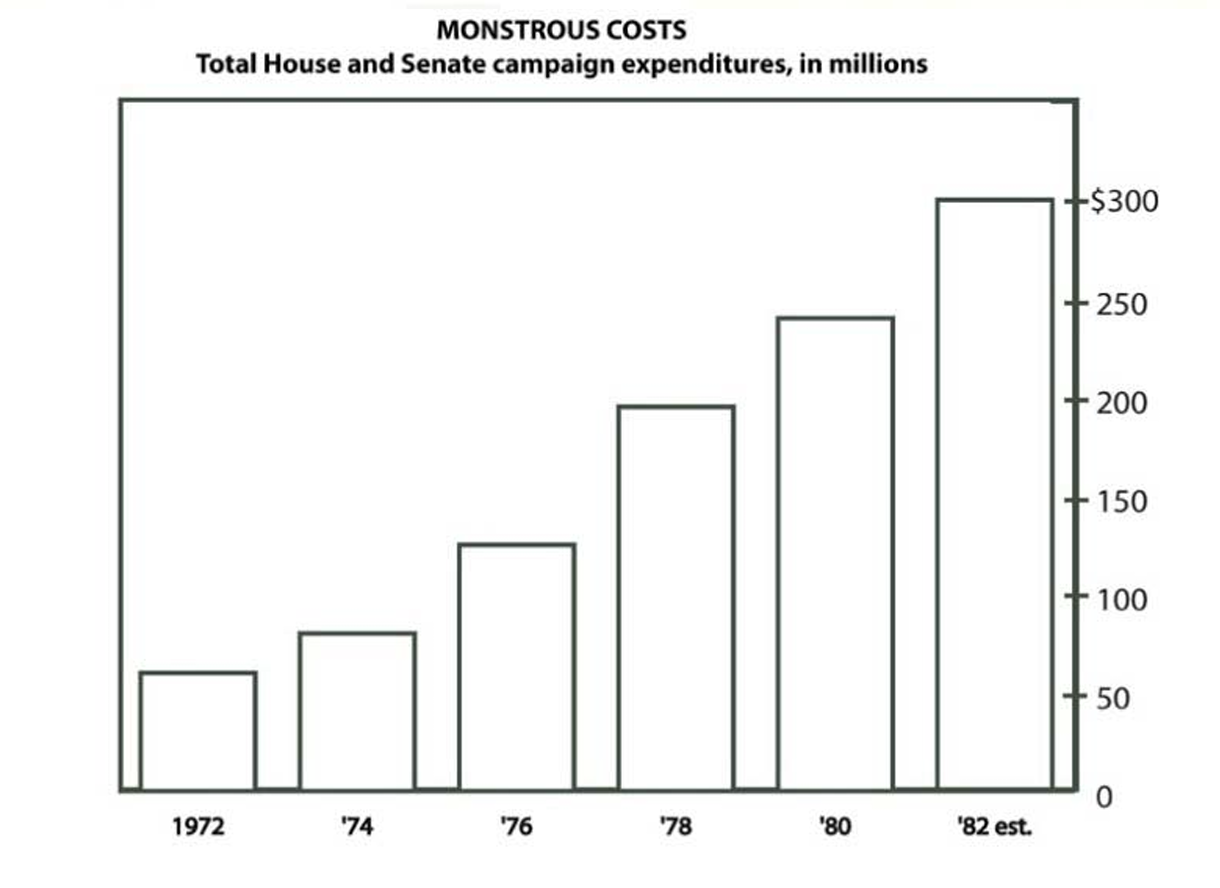 MONSTROUS COSTS
Total House and Senate campaign expenditures, in millions
$300
250
200
150
100
50
0
1972 '74 '76 '78 '80 '82 est.